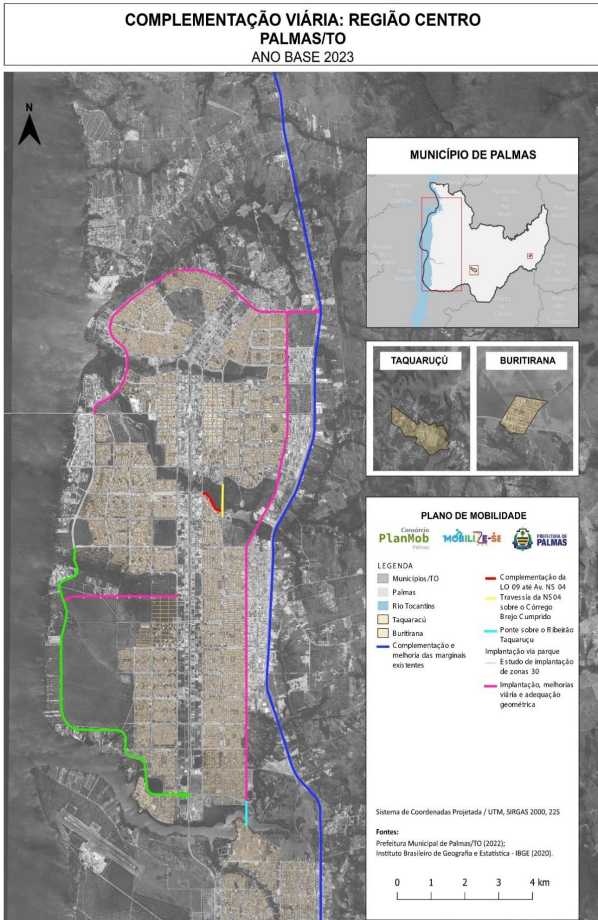 COMPLEMENTAÇÃO VIÁRIA: REGIÃO CENTRO
PALMAS/TO
ANO BASE 2023
N
MUNICÍPIO DE PALMAS
TAQUARUÇÚ
BURITIRANA
PLANO DE MOBILIDADE
Consórcio
PlanMob
Palmas
MOBILIZE-SE
PREFEITURA DE
PALMAS
LEGENDA
Municípios/TO
Palmas
Rio Tocantins
Taquaracú
Buritirana
Complementação e
melhoria das marginais
existentes
Complementação da
LO 09 até Av. NS 04
Travessia da NS04
sobre o Córrego
Brejo Cumprido
Ponte sobre o Ribeirão
Taquaruçu
Implantação via parque
Estudo de implantação
de zonas 30
Implantação, melhorias
viária e adequação
geométrica
Sistema de Coordenadas Projetada / UTM, SIRGAS 2000, 22S
Fontes:
Prefeitura Municipal de Palmas/TO (2022);
Instituto Brasileiro de Geografia e Estatística - IBGE (2020).
0 1 2 3 4 km